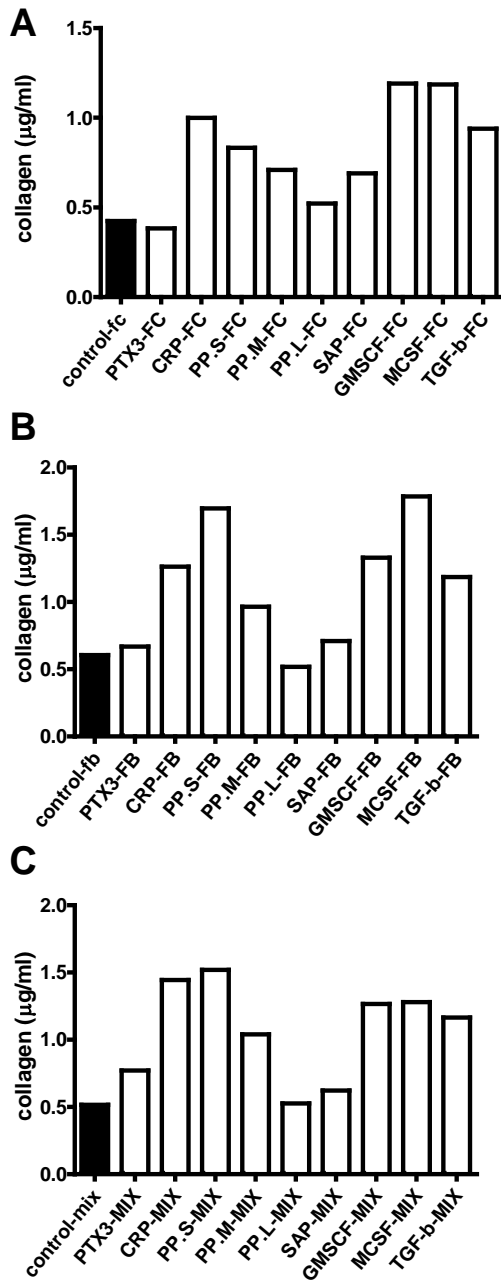 A
collagen (μg/ml)
1.5
1.0
0.5
0.0
control-fc
PTX3-FC
CRP-FC
PP.S-FC
PP.M-FC
PP.L-FC
SAP-FC
GMSCF-FC
MCSF-FC
TGF-b-FC
B
collagen (μg/ml)
2.0
1.5
1.0
0.5
0.0
control-fb
PTX3-FB
CRP-FB
PP.S-FB
PP.M-FB
PP.L-FB
SAP-FB
GMSCF-FB
MCSF-FB
TGF-b-FB
C
collagen (μg/ml)
2.0
1.5
1.0
0.5
0.0
control-mix
PTX3-MIX
CRP-MIX
PP.S-MIX
PP.M-MIX
PP.L-MIX
SAP-MIX
GMSCF-MIX
MCSF-MIX
TGF-b-MIX